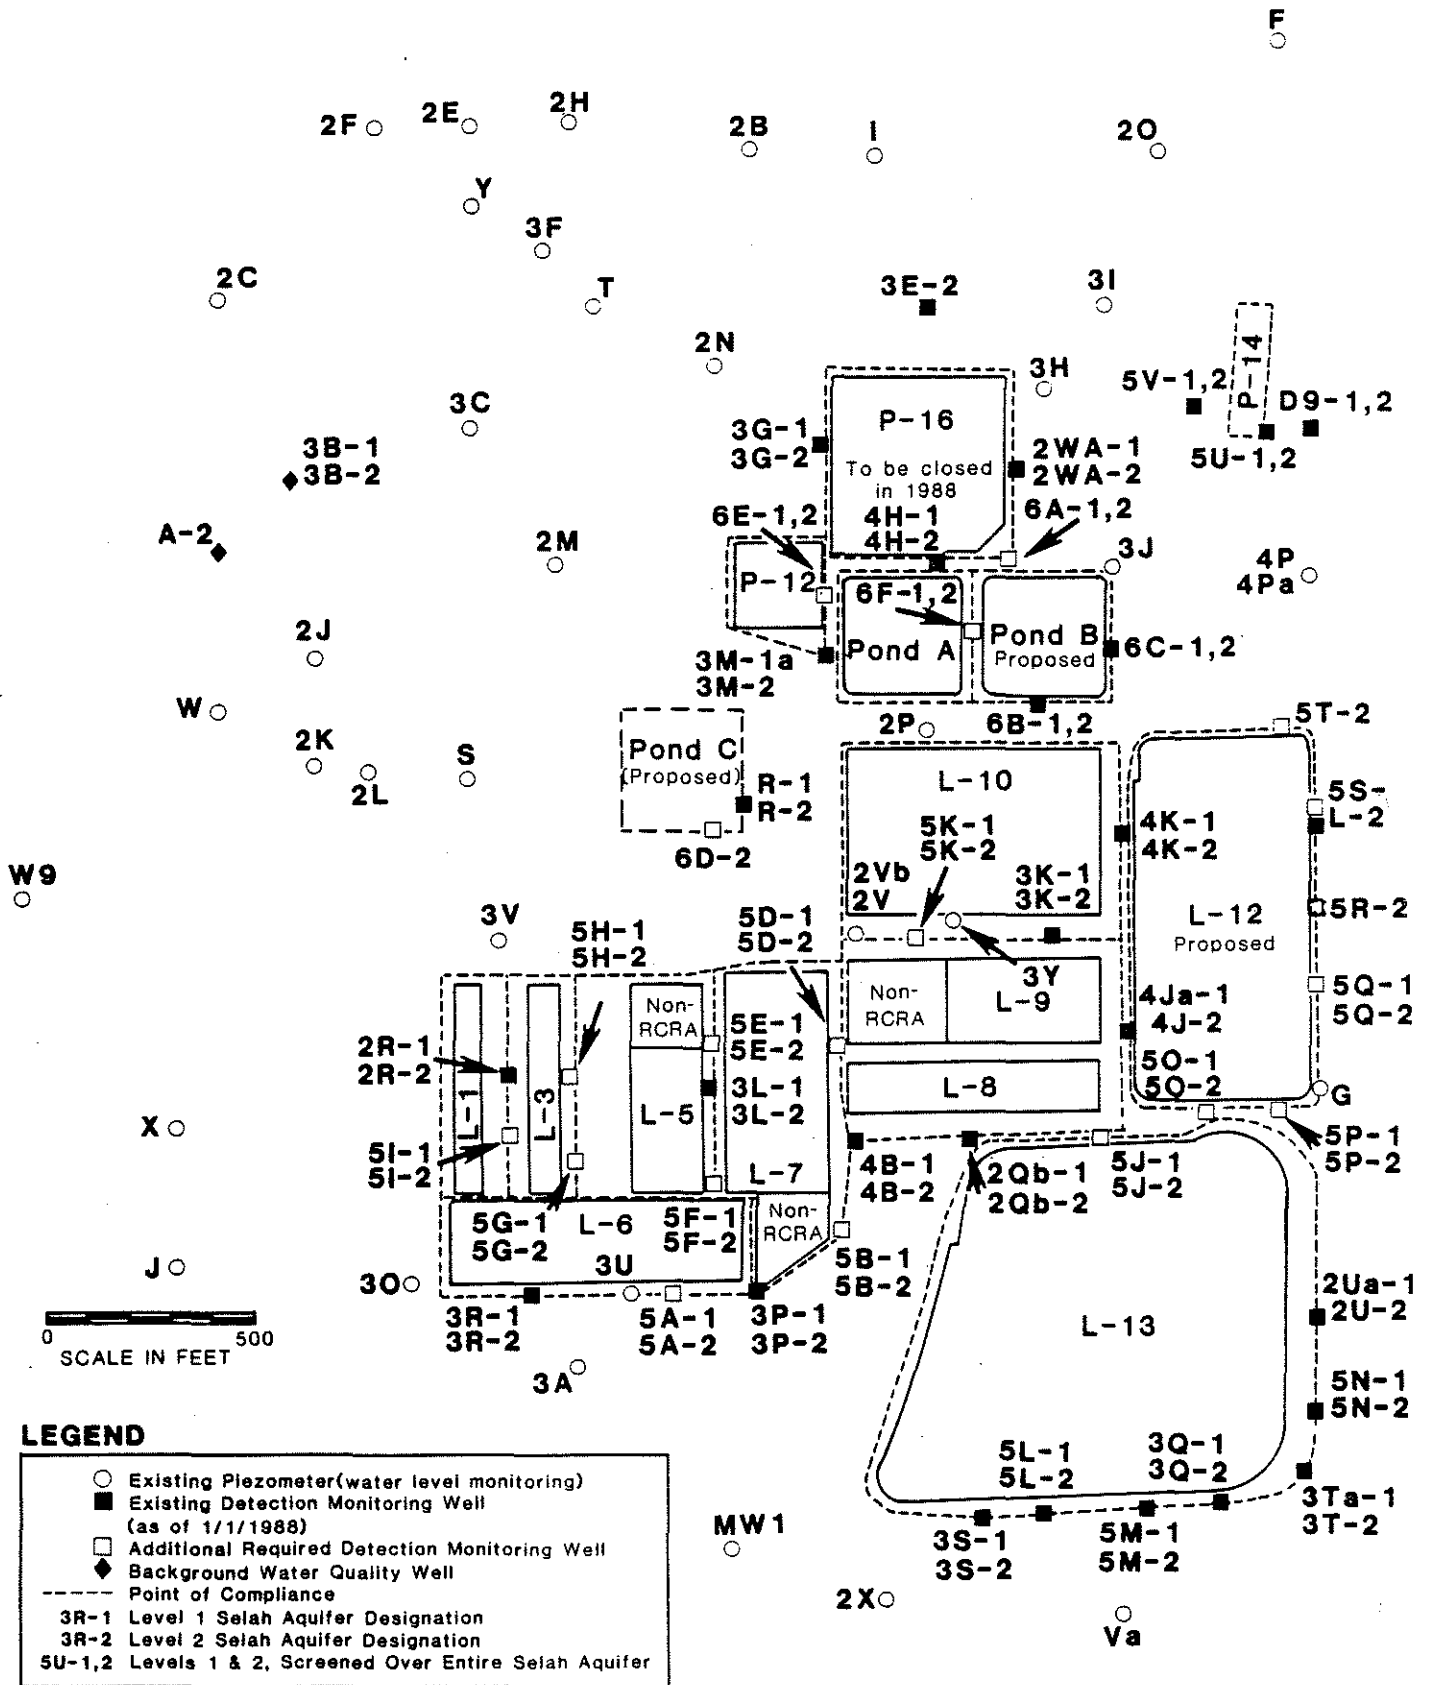 F
2F
2E
2H
2B
I
2O
Y
3F
2C
T
3E-2
3I
2N
3H
P-14
5V-1,2
D9-1,2
5U-1,2
3C
3B-1
3B-2
A-2
2M
3G-1
3G-2
P-16
To be closed
in 1988
2WA-1
2WA-2
6E-1,2
4H-1
4H-2
6A-1,2
3J
4P
4Pa
P-12
6F-1,2
Pond A
Pond B
Proposed
6C-1,2
2J
3M-1a
3M-2
W
2P
6B-1,2
5T-2
2K
2L
S
Pond C
(Proposed)
R-1
R-2
6D-2
L-10
5K-1
5K-2
4K-1
4K-2
5S-
L-2
W9
2Vb
2V
3K-1
3K-2
L-12
Proposed
5R-2
3V
5H-1
5H-2
5D-1
5D-2
3Y
Non-
RCRA
L-9
4Ja-1
4J-2
5Q-1
5Q-2
Non-
RCRA
5E-1
5E-2
2R-1
2R-2
L-1
L-3
L-5
3L-1
3L-2
L-8
5O-1
5O-2
G
X
5I-1
5I-2
L-7
4B-1
4B-2
2Qb-1
2Qb-2
5J-1
5J-2
5P-1
5P-2
5G-1
5G-2
L-6
5F-1
5F-2
Non-
RCRA
5B-1
5B-2
J
3O
3U
3R-1
3R-2
5A-1
5A-2
3P-1
3P-2
2Ua-1
2U-2
L-13
0 500
SCALE IN FEET
3A
5N-1
5N-2
5L-1
5L-2
3Q-1
3Q-2
3Ta-1
3T-2
3S-1
3S-2
5M-1
5M-2
MW1
2X
Va
LEGEND
Existing Piezometer(water level monitoring)
Existing Detection Monitoring Well
(as of 1/1/1988)
Additional Required Detection Monitoring Well
Background Water Quality Well
Point of Compliance
3R-1 Level 1 Selah Aquifer Designation
3R-2 Level 2 Selah Aquifer Designation
5U-1,2 Levels 1 & 2, Screened Over Entire Selah Aquifer